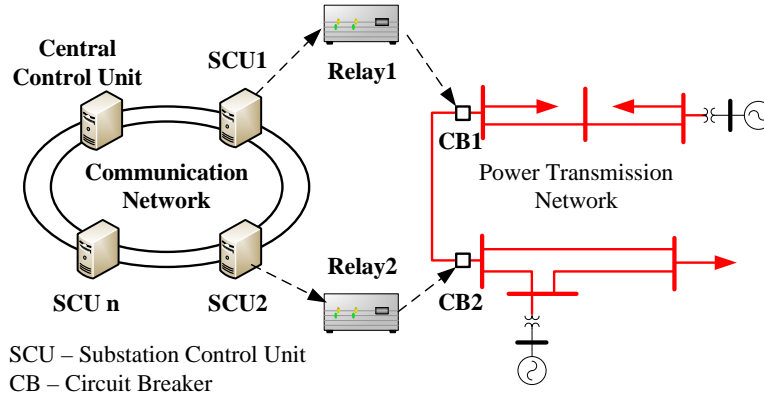 Central
Control Unit
SCU1
Relay1
CB1
Communication
Network
Power Transmission
Network
SCU n
SCU2
Relay2
CB2
SCU – Substation Control Unit
CB – Circuit Breaker